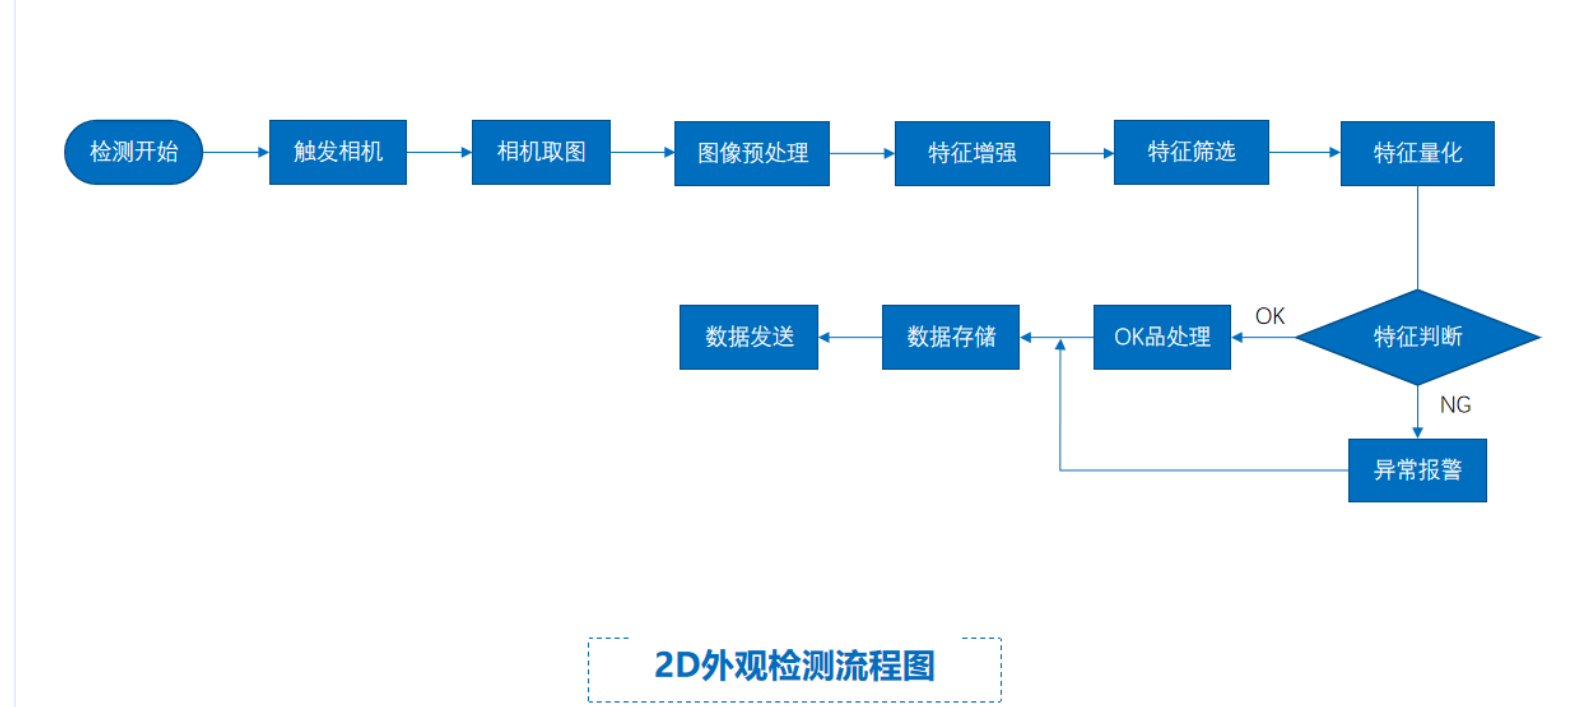 检测开始
触发相机
相机取图
图像预处理
特征增强
特征筛选
特征量化
数据发送
数据存储
OK品处理
OK
特征判断
NG
异常报警
2D外观检测流程图